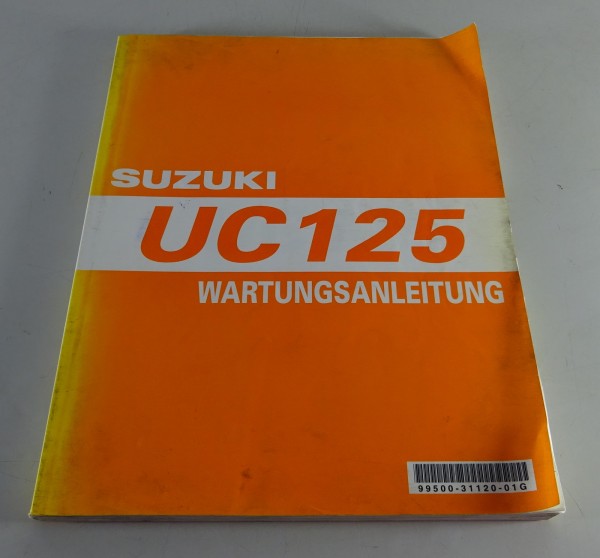 SUZUKI
UC125
WARTUNGSANLEITUNG
99500-31120-01G